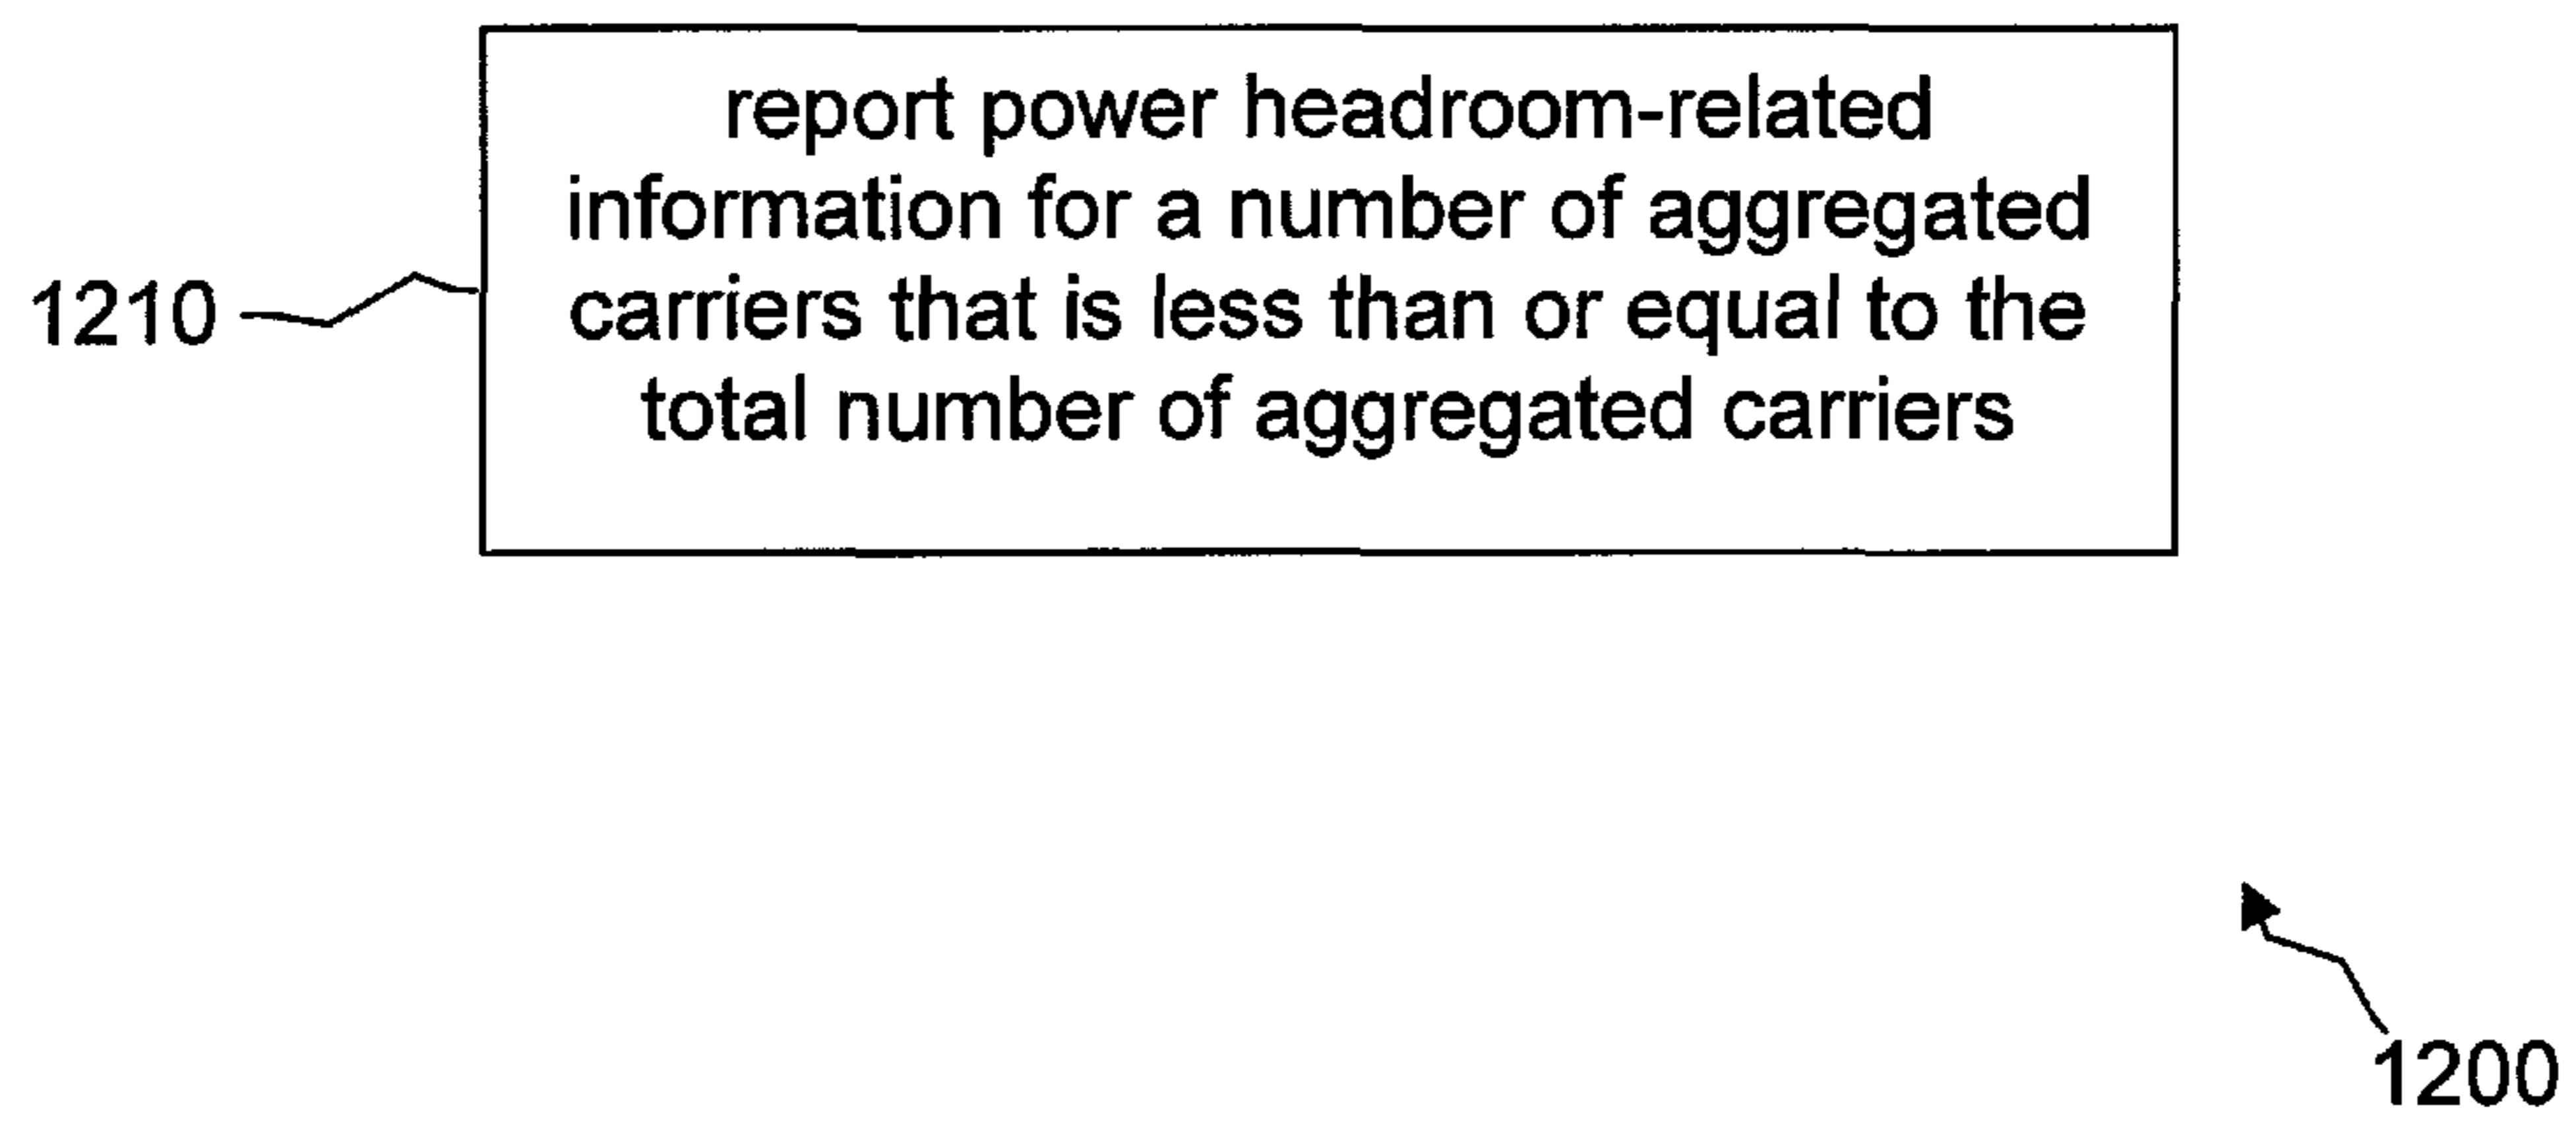 report power headroom-related
information for a number of aggregated
carriers that is less than or equal to the
total number of aggregated carriers
1210
1200